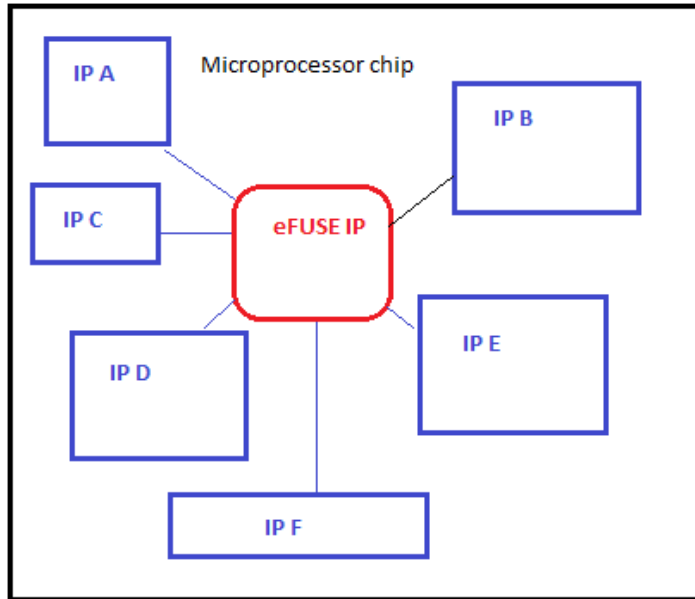 IP A
Microprocessor chip
IP B
IP C
eFUSE IP
IP D
IP E
IP F